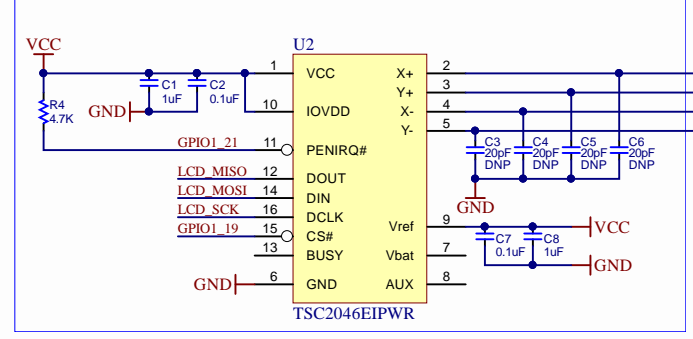 VCC
U2
1 VCC X+ 2
Y+ 3
C1 C2
1uF 0.1uF
R4
4.7K
GND
10 IOVDD X- 4
Y- 5
GPIO1_21 11 PENIRQ#
C3 C4 C5 C6
20pF 20pF 20pF 20pF
DNP DNP DNP DNP
LCD_MISO 12 DOUT
LCD_MOSI 14 DIN
LCD_SCK 16 DCLK
GND
GPIO1_19 15 CS#
Vref 9 VCC
C7 C8
0.1uF 1uF
13 BUSY Vbat 7
GND
GND 6 GND AUX 8
TSC2046EIPWR